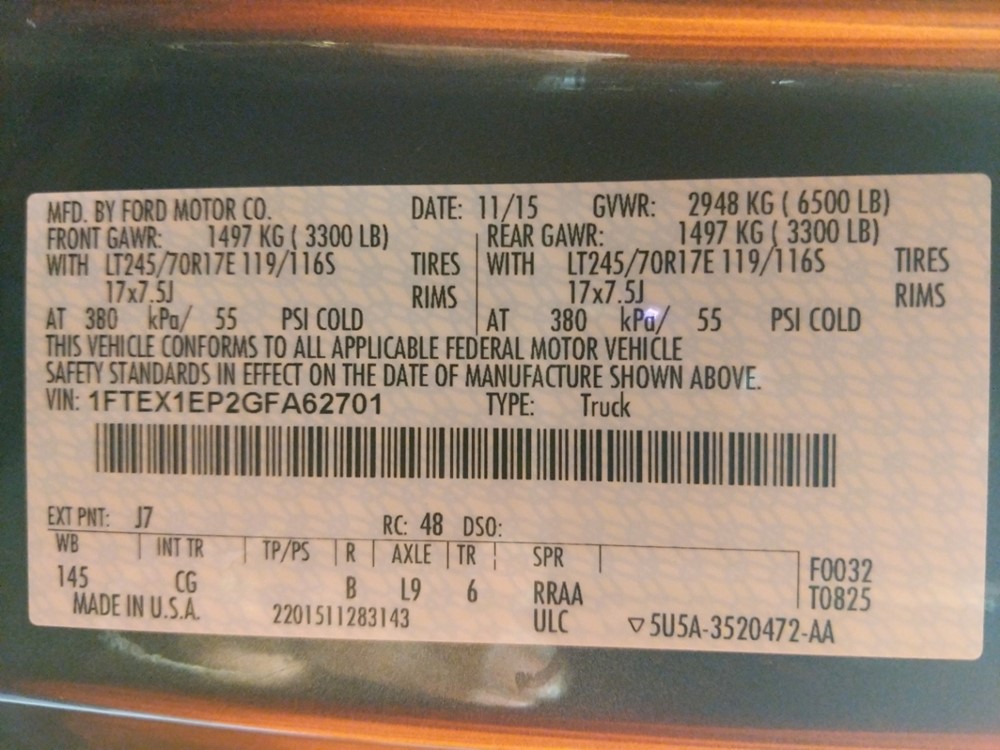 MFD. BY FORD MOTOR CO. DATE: 11/15 GVWR: 2948 KG ( 6500 LB)
FRONT GAWR: 1497 KG ( 3300 LB) REAR GAWR: 1497 KG ( 3300 LB)
WITH LT245/70R17E 119/116S TIRES WITH LT245/70R17E 119/116S TIRES
17x7.5J RIMS 17x7.5J RIMS
AT 380 kPa/ 55 PSI COLD AT 380 kPa/ 55 PSI COLD
THIS VEHICLE CONFORMS TO ALL APPLICABLE FEDERAL MOTOR VEHICLE
SAFETY STANDARDS IN EFFECT ON THE DATE OF MANUFACTURE SHOWN ABOVE.
VIN: 1FTEX1EP2GFA62701 TYPE: Truck
EXT PNT: J7 RC: 48 DSO:
WB INT TR TP/PS R AXLE TR SPR
145 CG B L9 6 RRAA F0032
T0825
MADE IN U.S.A. 2201511283143 ULC ▽5U5A-3520472-AA